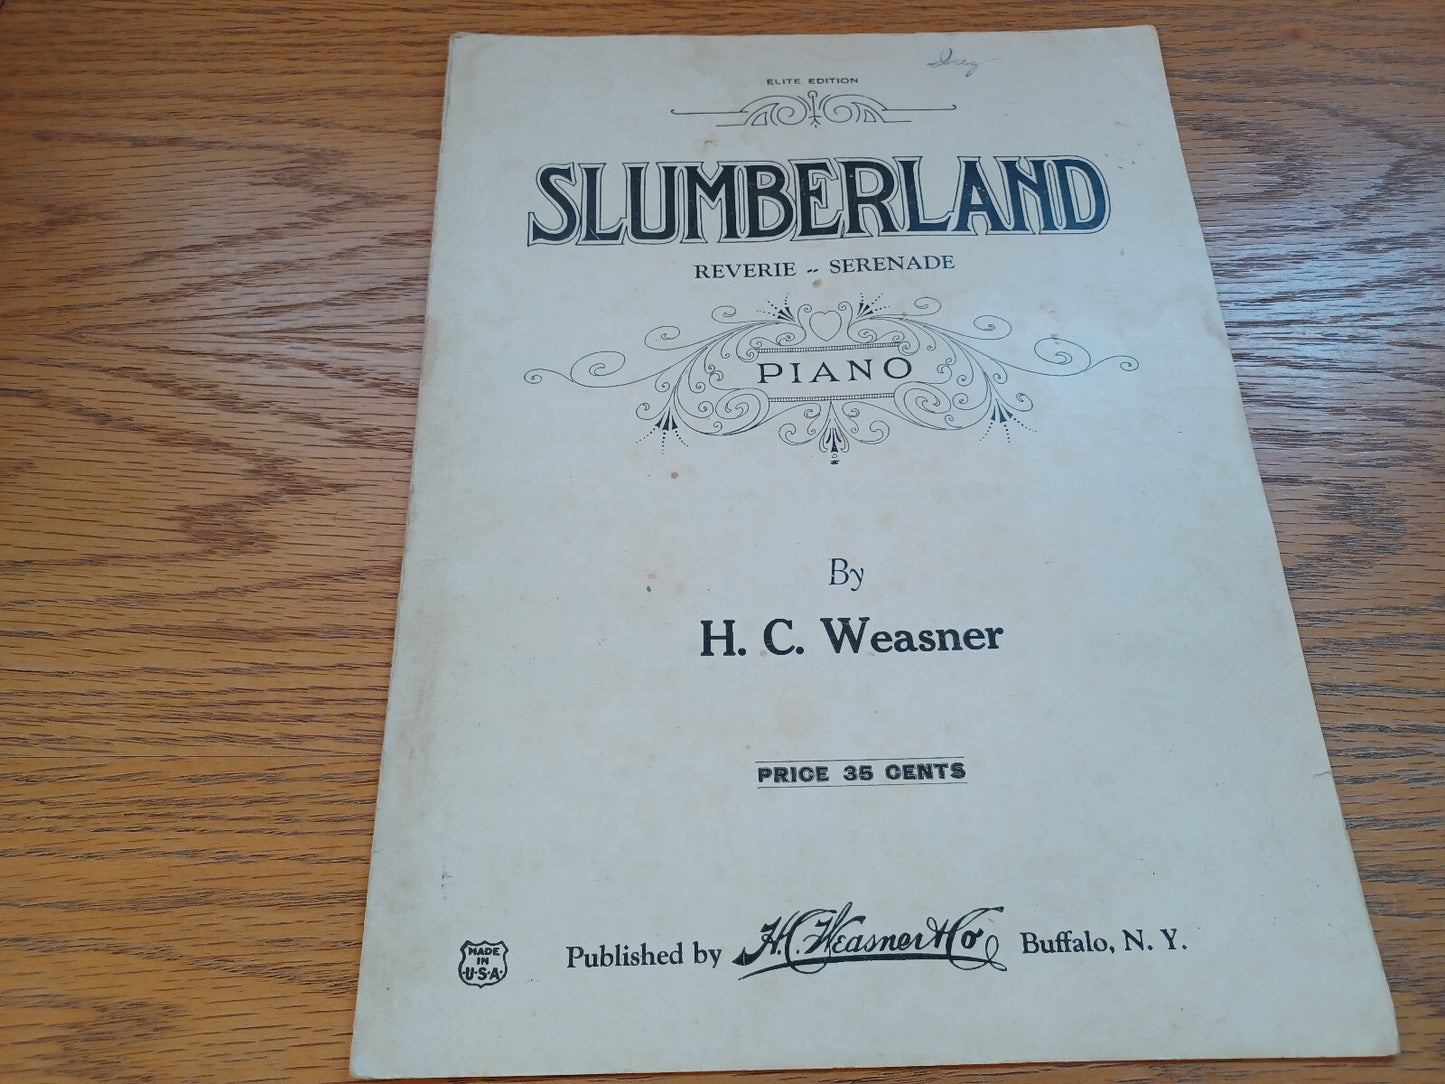 ELITE EDITION
SLUMBERLAND
REVERIE -- SERENADE
PIANO
By
H. C. Weasner
PRICE 35 CENTS
MADE
IN
U·S·A
Published by H. C. Weasner & Co Buffalo, N. Y.